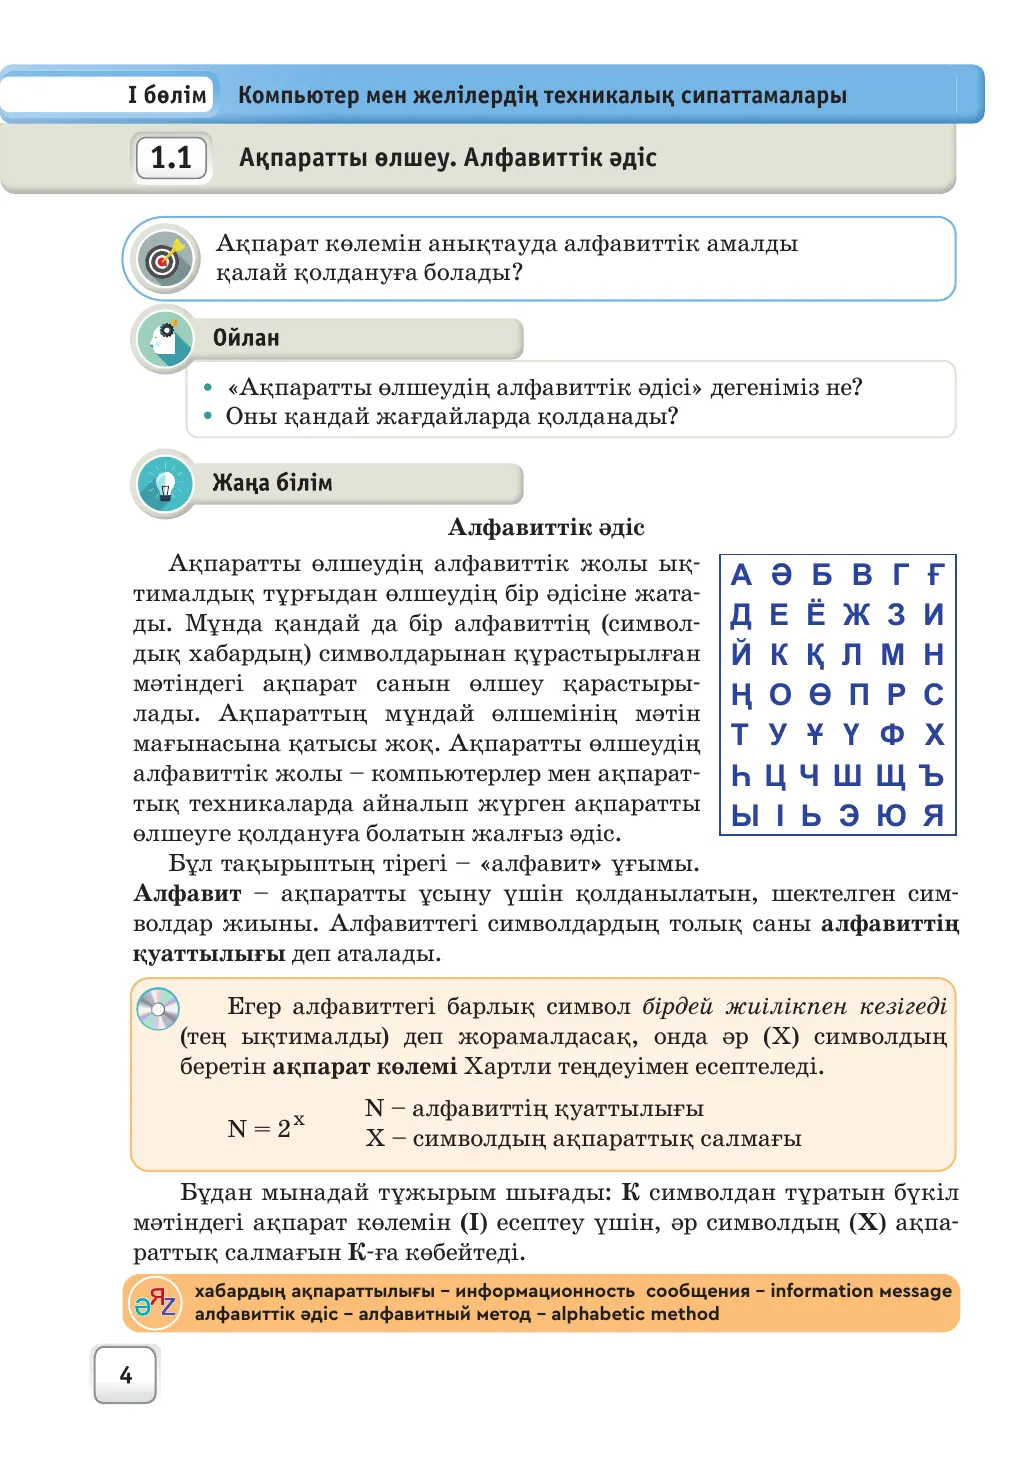 І бөлім Компьютер мен желілердің техникалық сипаттамалары
1.1 Ақпаратты өлшеу. Алфавиттік әдіс
Ақпарат көлемін анықтауда алфавиттік амалды
қалай қолдануға болады?
Ойлан
• «Ақпаратты өлшеудің алфавиттік әдісі» дегеніміз не?
• Оны қандай жағдайларда қолданады?
Жаңа білім
Алфавиттік әдіс
Ақпаратты өлшеудің алфавиттік жолы ық-
тималдық тұрғыдан өлшеудің бір әдісіне жата-
ды. Мұнда қандай да бір алфавиттің (символ-
дық хабардың) символдарынан құрастырылған
мәтіндегі ақпарат санын өлшеу қарастыры-
лады. Ақпараттың мұндай өлшемінің мәтін
мағынасына қатысы жоқ. Ақпаратты өлшеудің
алфавиттік жолы – компьютерлер мен ақпарат-
тық техникаларда айналып жүрген ақпаратты
өлшеуге қолдануға болатын жалғыз әдіс.
А Ә Б В Г Ғ
Д Е Ё Ж З И
Й К Қ Л М Н
Ң О Ө П Р С
Т У Ұ Ү Ф Х
Һ Ц Ч Ш Щ Ъ
Ы І Ь Э Ю Я
Бұл тақырыптың тірегі – «алфавит» ұғымы.
Алфавит – ақпаратты ұсыну үшін қолданылатын, шектелген сим-
волдар жиыны. Алфавиттегі символдардың толық саны алфавиттің
қуаттылығы деп аталады.
Егер алфавиттегі барлық символ бірдей жиілікпен кезігеді
(тең ықтималды) деп жорамалдасақ, онда әр (Х) символдың
беретін ақпарат көлемі Хартли теңдеуімен есептеледі.
N = 2ˣ
N – алфавиттің қуаттылығы
X – символдың ақпараттық салмағы
Бұдан мынадай тұжырым шығады: К символдан тұратын бүкіл
мәтіндегі ақпарат көлемін (I) есептеу үшін, әр символдың (X) ақпа-
раттық салмағын К-ға көбейтеді.
әЯZ
хабардың ақпараттылығы – информационность сообщения – information мessage
алфавиттік әдіс – алфавитный метод – alphabetic method
4